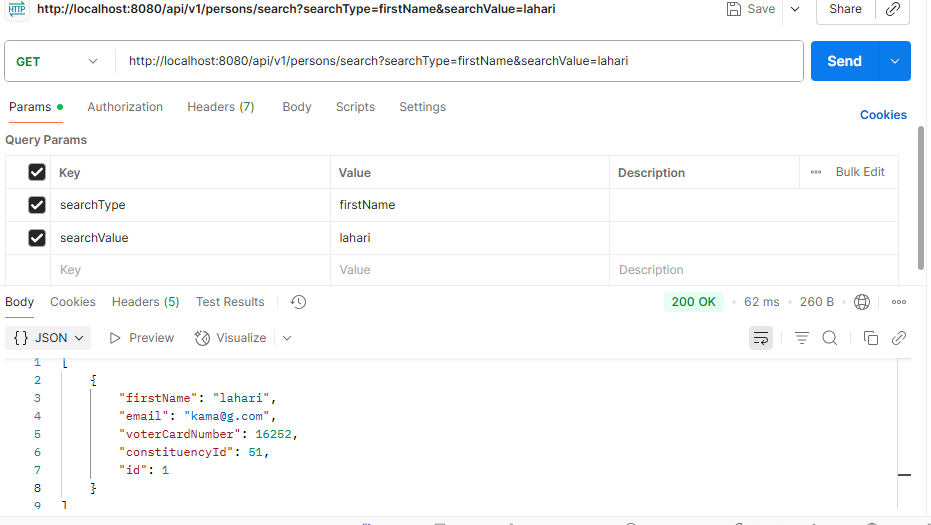 HTTP http://localhost:8080/api/v1/persons/search?searchType=firstName&searchValue=lahari Save Share
GET http://localhost:8080/api/v1/persons/search?searchType=firstName&searchValue=lahari Send
Params Authorization Headers (7) Body Scripts Settings Cookies
Query Params
Key Value Description Bulk Edit
searchType firstName
searchValue lahari
Key Value Description
Body Cookies Headers (5) Test Results 200 OK • 62 ms • 260 B
{} JSON Preview Visualize
1 [
2 {
3 "firstName": "lahari",
4 "email": "kama@g.com",
5 "voterCardNumber": 16252,
6 "constituencyId": 51,
7 "id": 1
8 }
9 ]